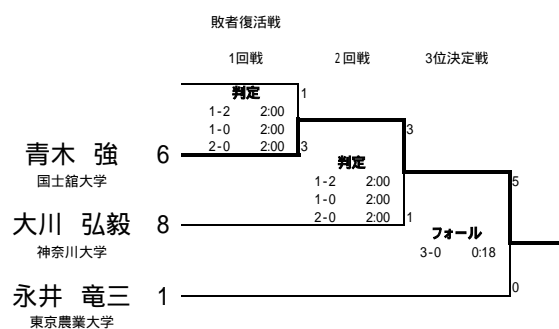 敗者復活戦
1回戦 2回戦 3位決定戦
判定 1
1-2 2:00
1-0 2:00 3
青木 強 6 2-0 2:00 3
国士舘大学 判定
1-2 2:00 5
1-0 2:00
大川 弘毅 8 2-0 2:00 1
神奈川大学 フォール
3-0 0:18
永井 竜三 1 0
東京農業大学